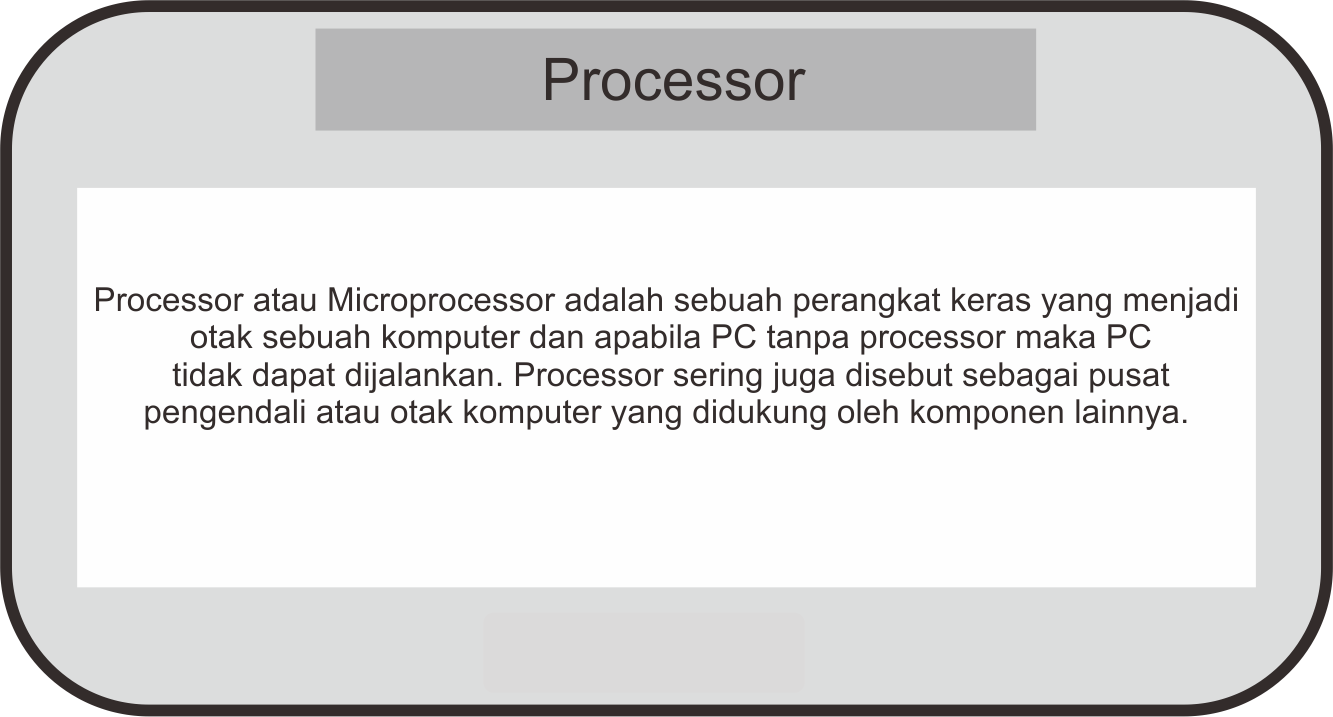 Processor
Processor atau Microprocessor adalah sebuah perangkat keras yang menjadi
otak sebuah komputer dan apabila PC tanpa processor maka PC
tidak dapat dijalankan. Processor sering juga disebut sebagai pusat
pengendali atau otak komputer yang didukung oleh komponen lainnya.